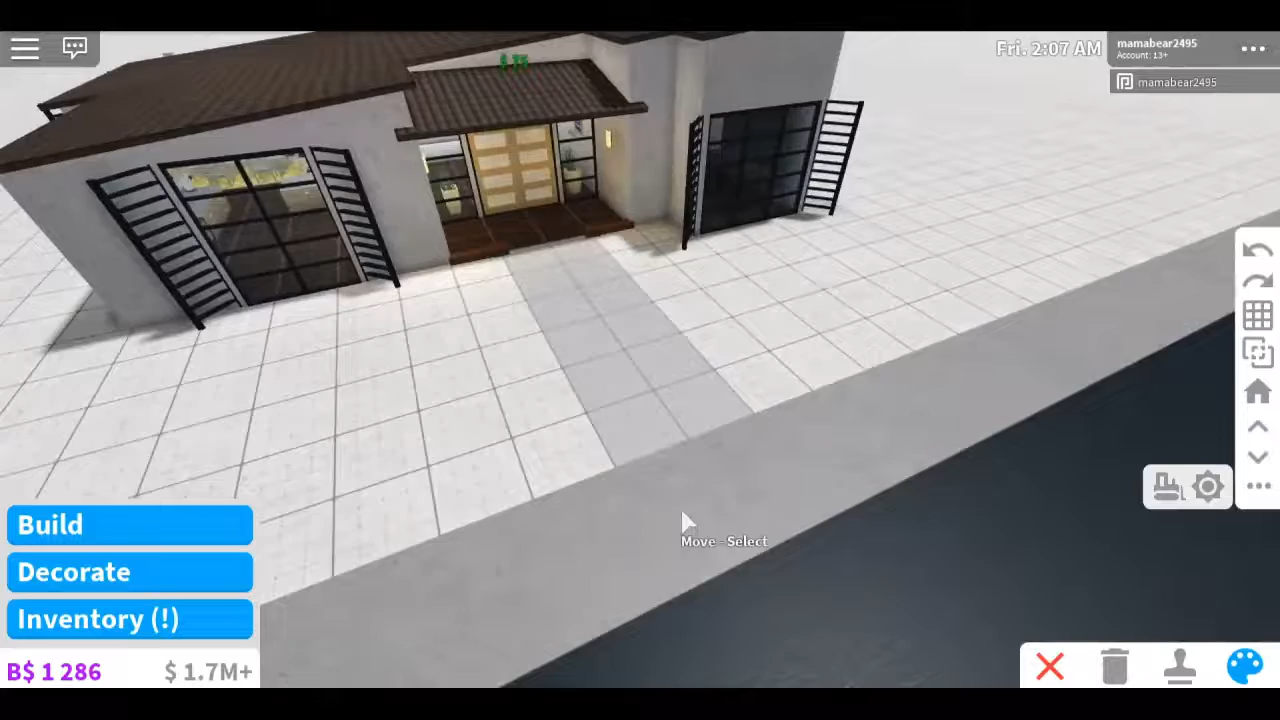 Fri. 2:07 AM
mamabear2495
Account: 13+
mamabear2495
Move - Select
Build
Decorate
Inventory (!)
B$ 1 286
$ 1.7M+